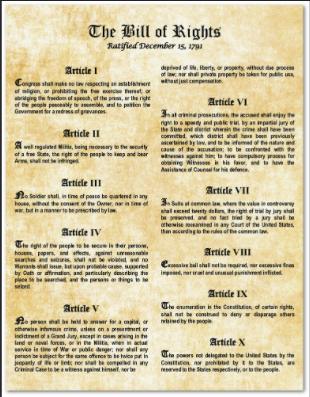 The Bill of Rights
Ratified December 15, 1791
Article I
Congress shall make no law respecting an establishment
of religion, or prohibiting the free exercise thereof; or
abridging the freedom of speech, of the press, or the right
of the people peaceably to assemble, and to petition the
Government for a redress of grievances.
Article II
A well regulated Militia, being necessary to the security
of a free State, the right of the people to keep and bear
Arms, shall not be infringed.
Article III
No Soldier shall, in time of peace be quartered in any
house, without the consent of the Owner, nor in time of
war, but in a manner to be prescribed by law.
Article IV
The right of the people to be secure in their persons,
houses, papers, and effects, against unreasonable
searches and seizures, shall not be violated, and no
Warrants shall issue, but upon probable cause, supported
by Oath or affirmation, and particularly describing the
place to be searched, and the persons or things to be
seized.
Article V
No person shall be held to answer for a capital, or
otherwise infamous crime, unless on a presentment or
indictment of a Grand Jury, except in cases arising in the
land or naval forces, or in the Militia, when in actual
service in time of War or public danger; nor shall any
person be subject for the same offence to be twice put in
jeopardy of life or limb; nor shall be compelled in any
Criminal Case to be a witness against himself, nor be
deprived of life, liberty, or property, without due process
of law; nor shall private property be taken for public use,
without just compensation.
Article VI
In all criminal prosecutions, the accused shall enjoy the
right to a speedy and public trial, by an impartial jury of
the State and district wherein the crime shall have been
committed, which district shall have been previously
ascertained by law, and to be informed of the nature and
cause of the accusation; to be confronted with the
witnesses against him; to have compulsory process for
obtaining Witnesses in his favor, and to have the
Assistance of Counsel for his defence.
Article VII
In Suits at common law, where the value in controversy
shall exceed twenty dollars, the right of trial by jury shall
be preserved, and no fact tried by a jury shall be
otherwise reexamined in any Court of the United States,
than according to the rules of the common law.
Article VIII
Excessive bail shall not be required, nor excessive fines
imposed, nor cruel and unusual punishment inflicted.
Article IX
The enumeration in the Constitution, of certain rights,
shall not be construed to deny or disparage others
retained by the people.
Article X
The powers not delegated to the United States by the
Constitution, nor prohibited by it to the States, are
reserved to the States respectively, or to the people.